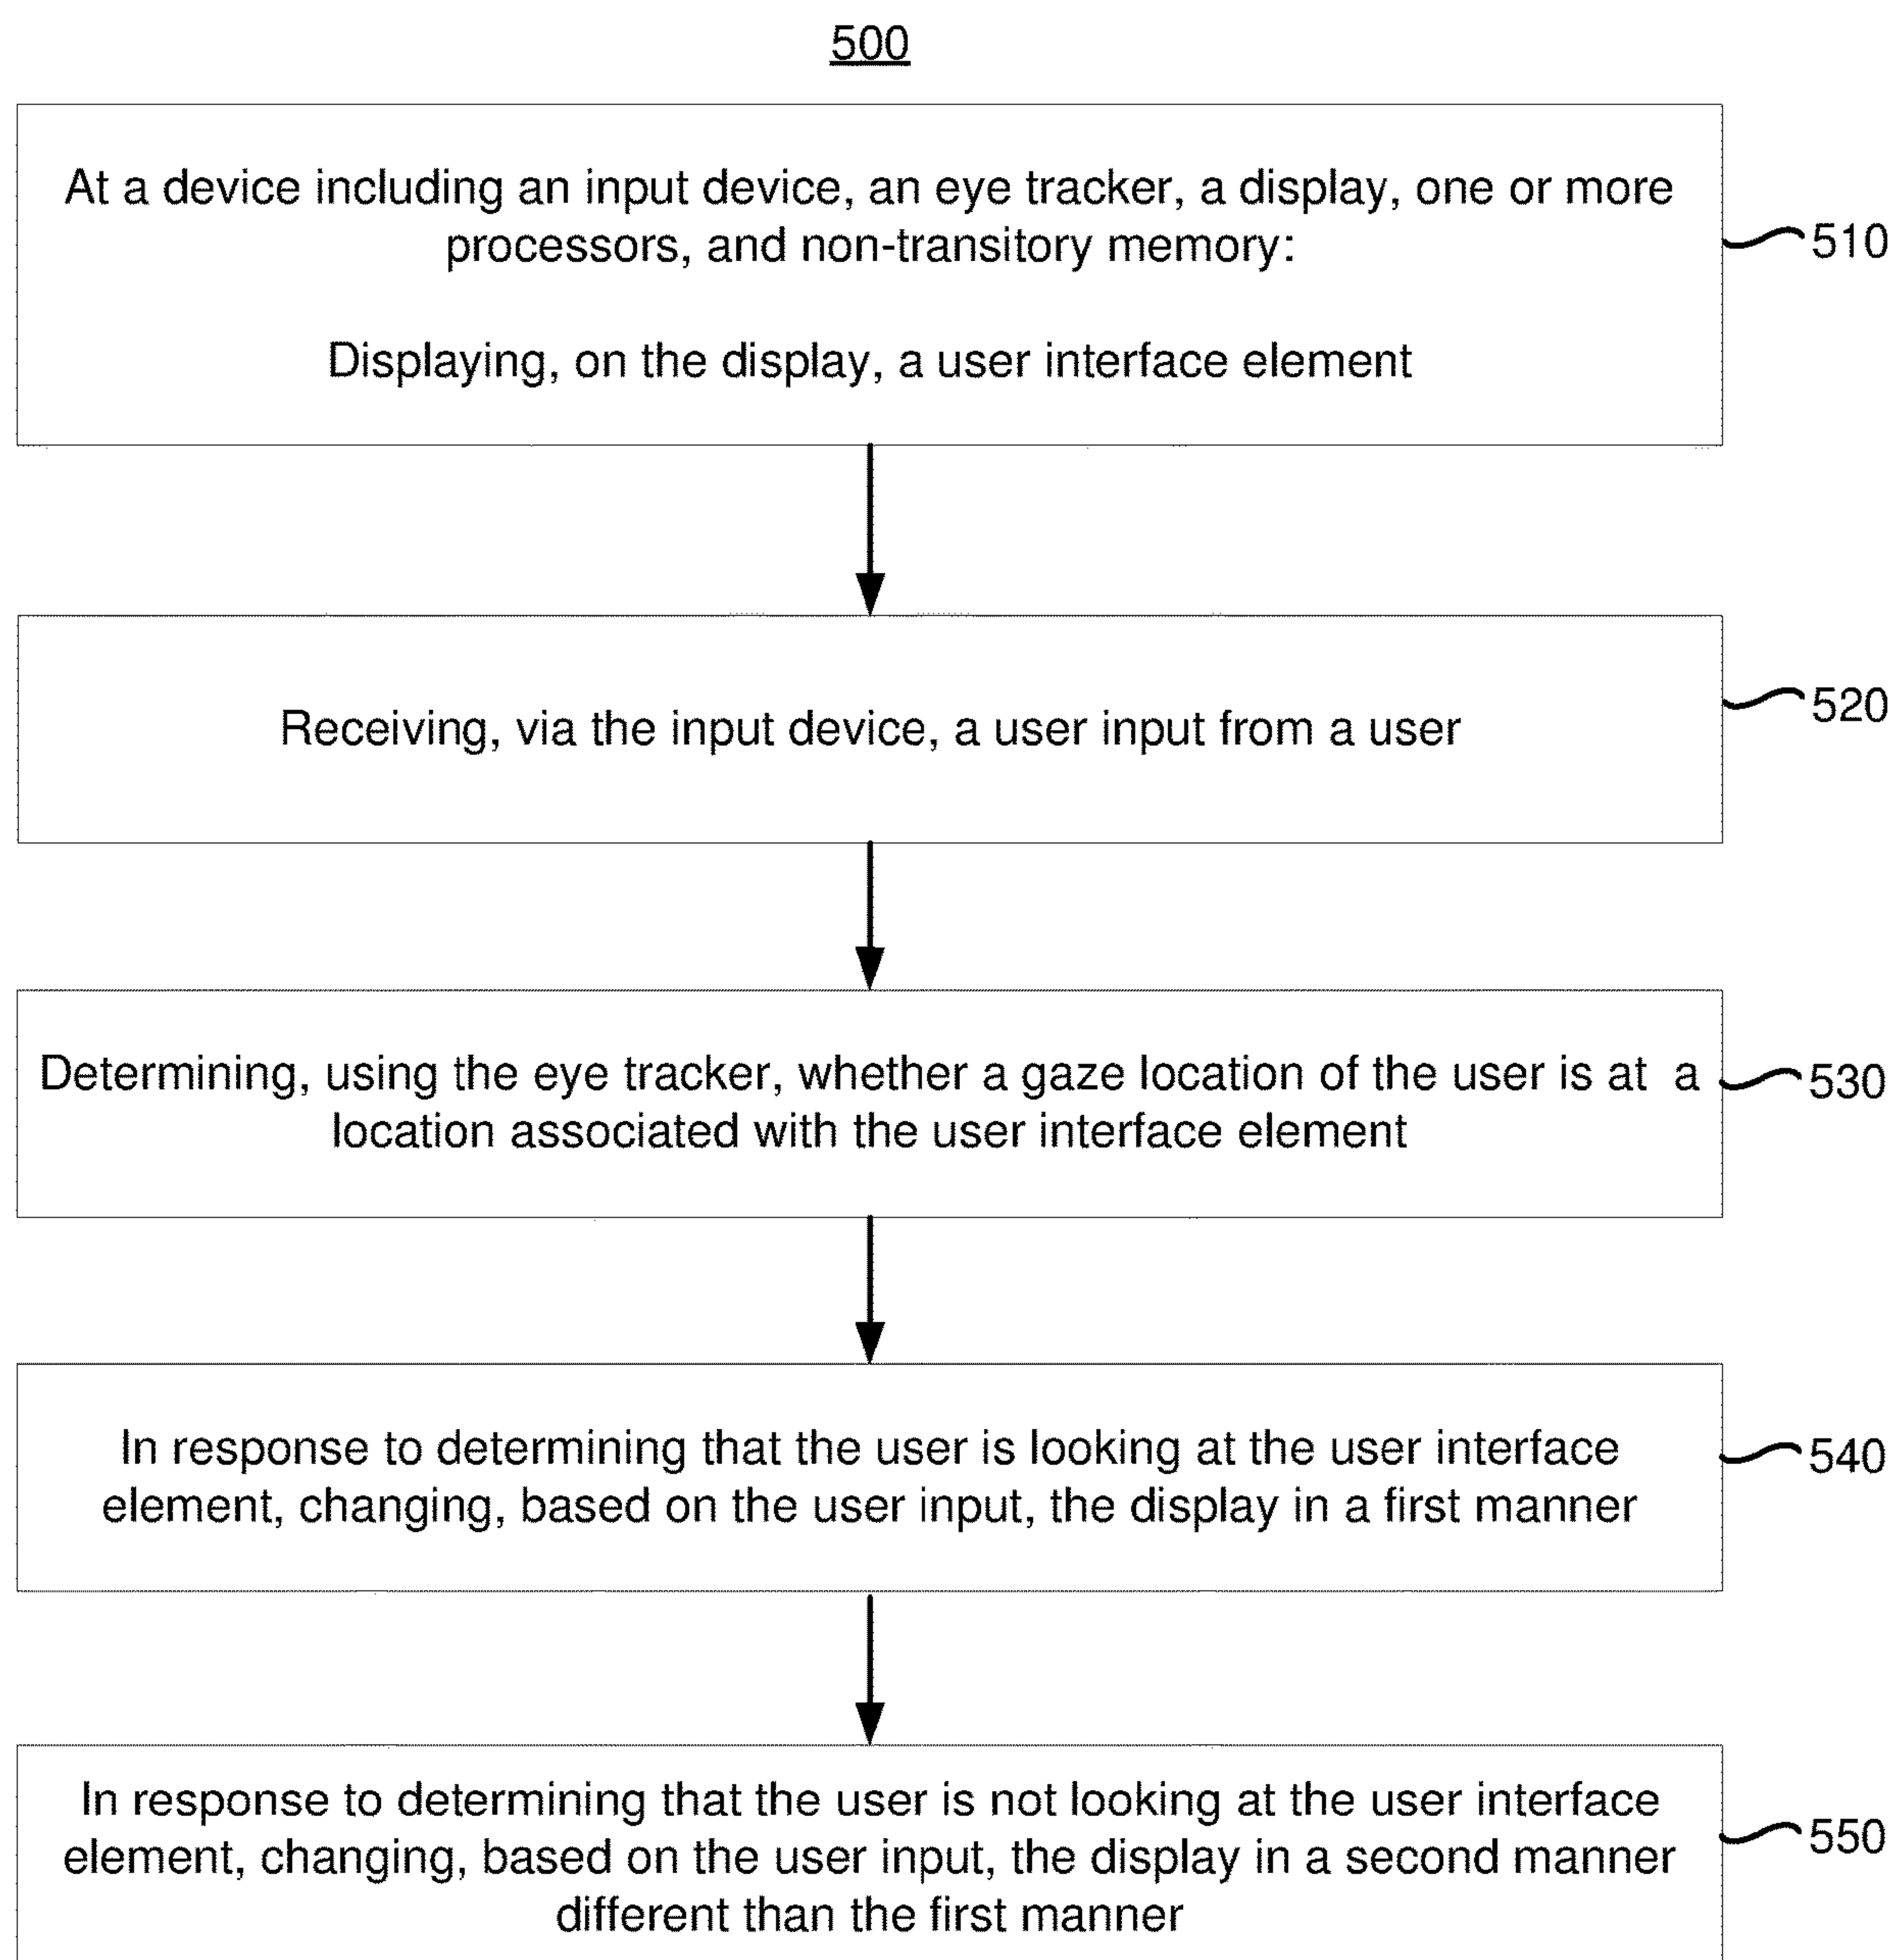 500
At a device including an input device, an eye tracker, a display, one or more
processors, and non-transitory memory:
Displaying, on the display, a user interface element
510
Receiving, via the input device, a user input from a user
520
Determining, using the eye tracker, whether a gaze location of the user is at a
location associated with the user interface element
530
In response to determining that the user is looking at the user interface
element, changing, based on the user input, the display in a first manner
540
In response to determining that the user is not looking at the user interface
element, changing, based on the user input, the display in a second manner
different than the first manner
550